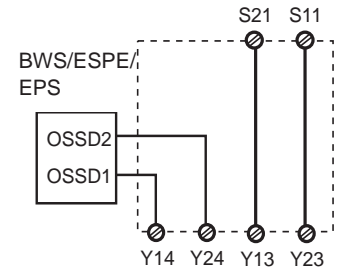 S21 S11
BWS/ESPE/
EPS
OSSD2
OSSD1
Y14 Y24 Y13 Y23